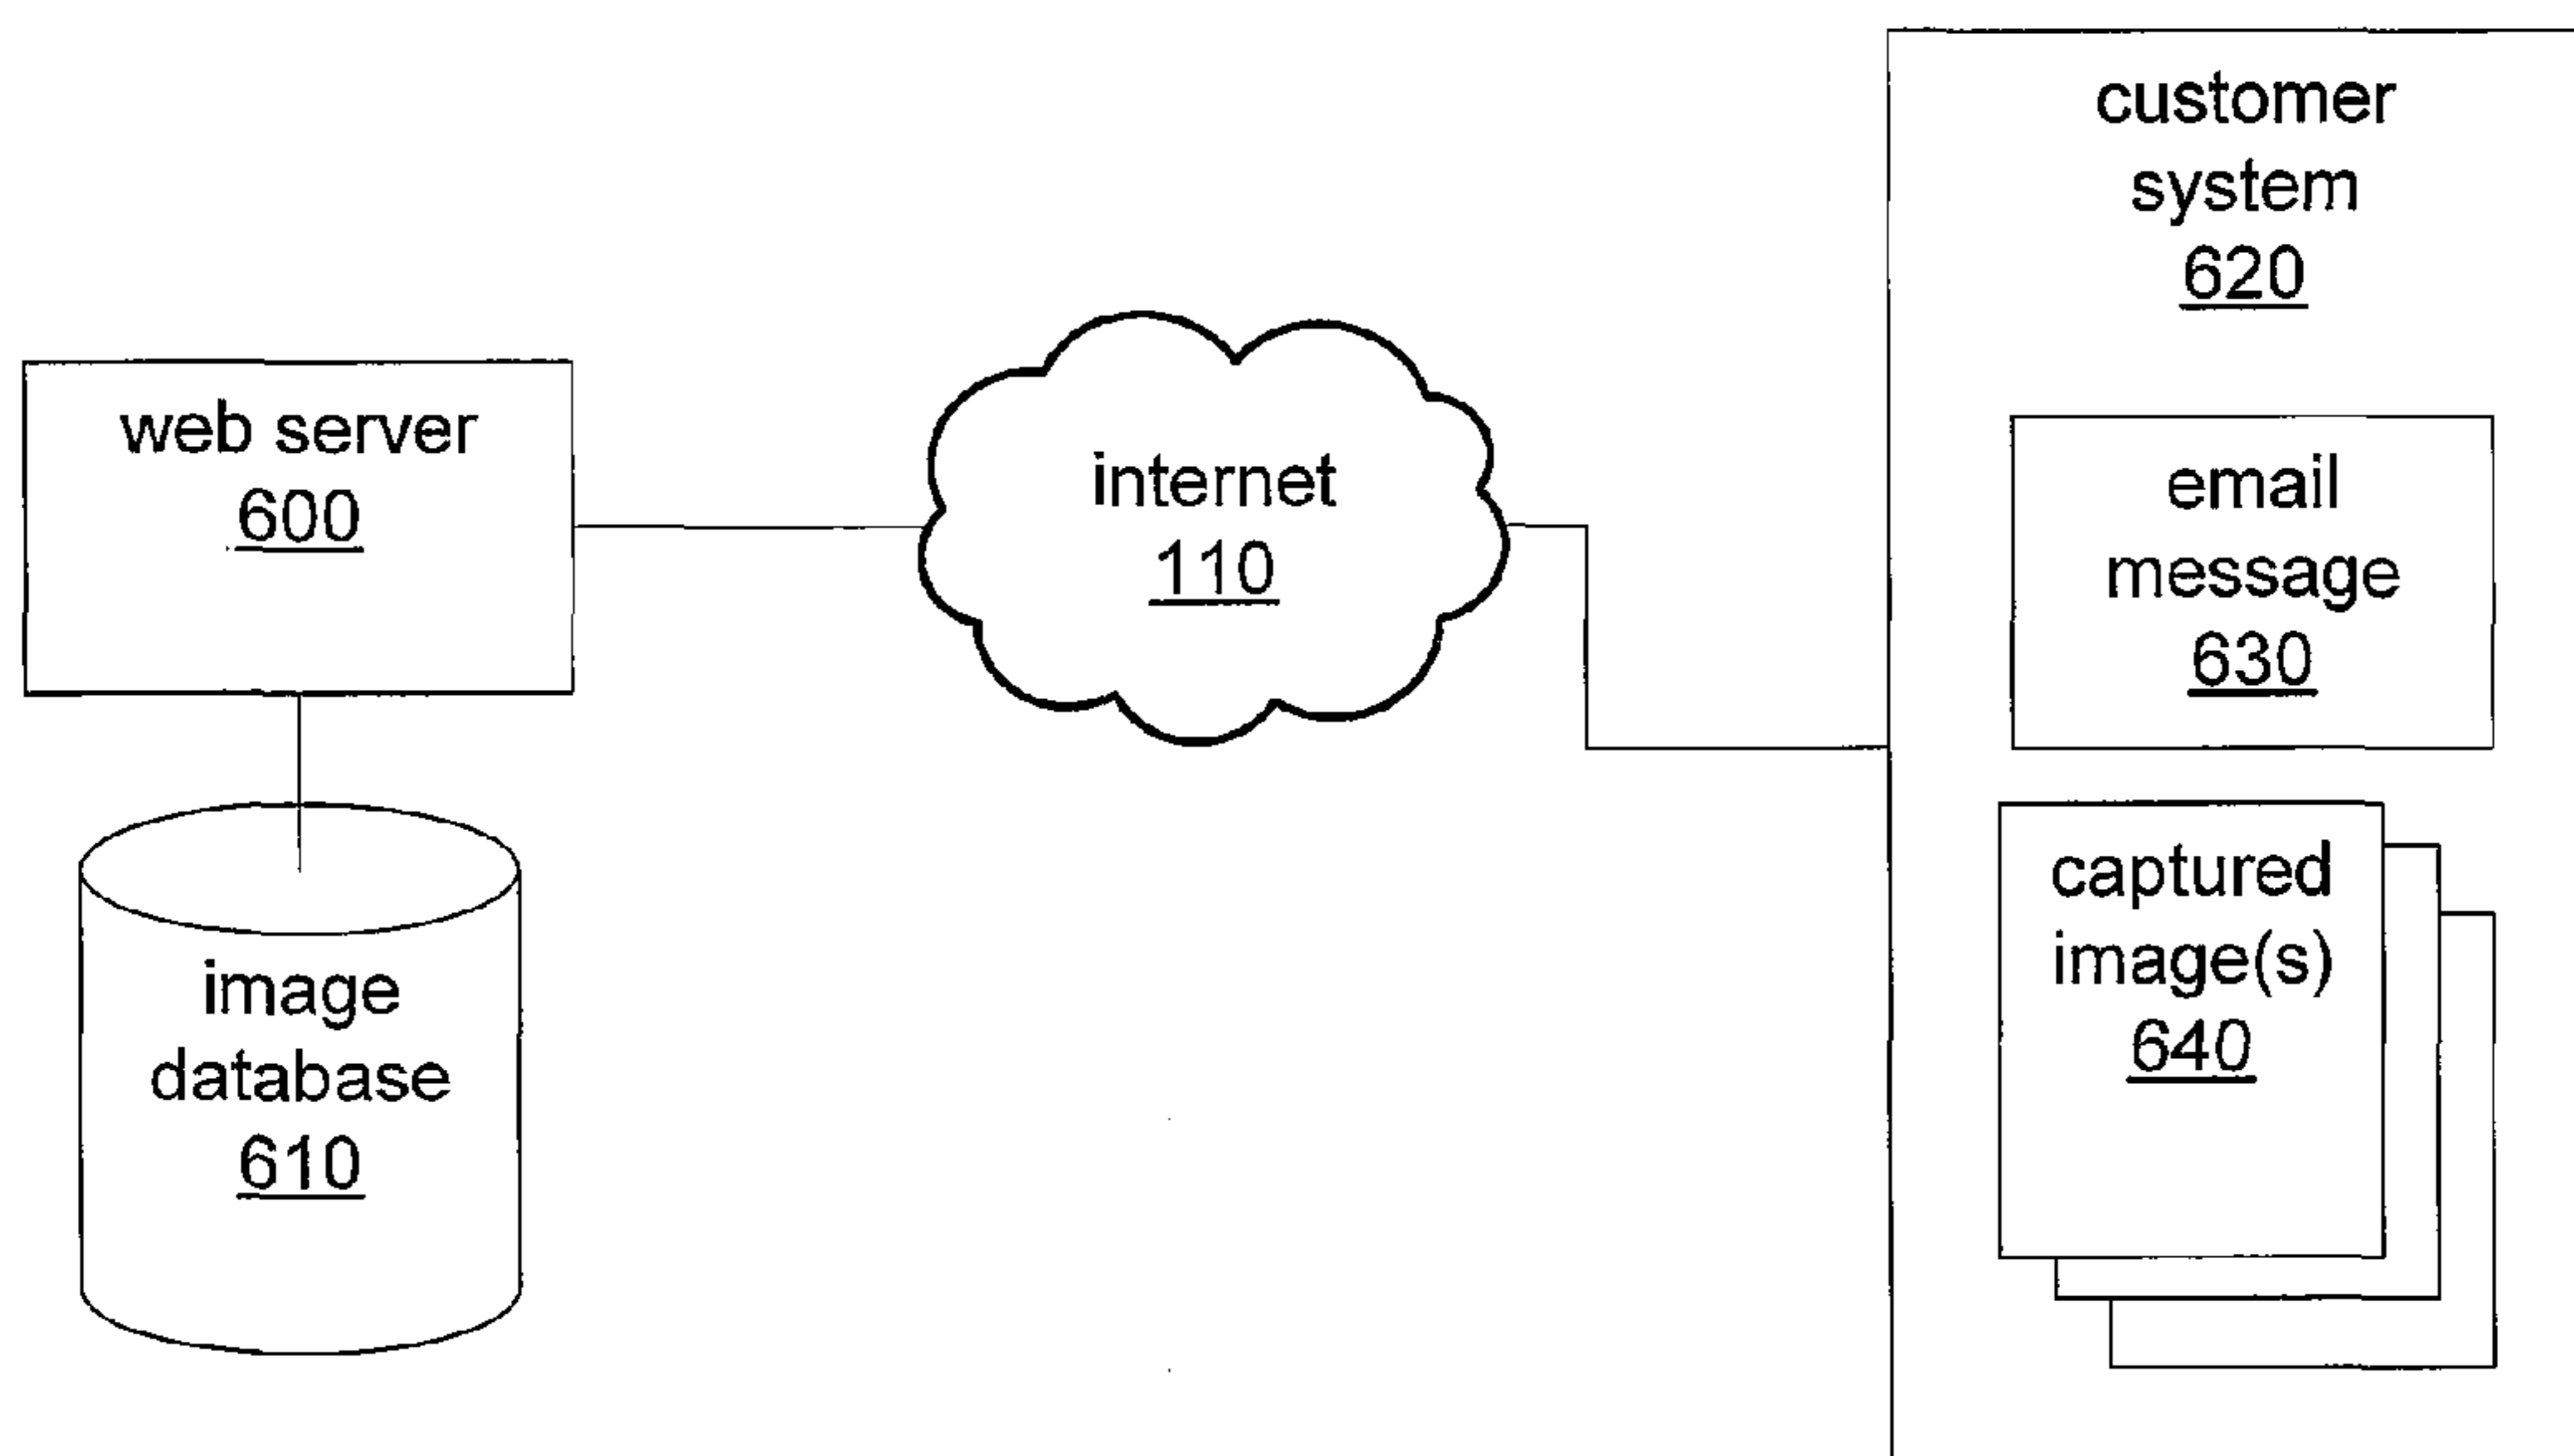 customer
system
620
web server
600
internet
110
email
message
630
image
database
610
captured
image(s)
640